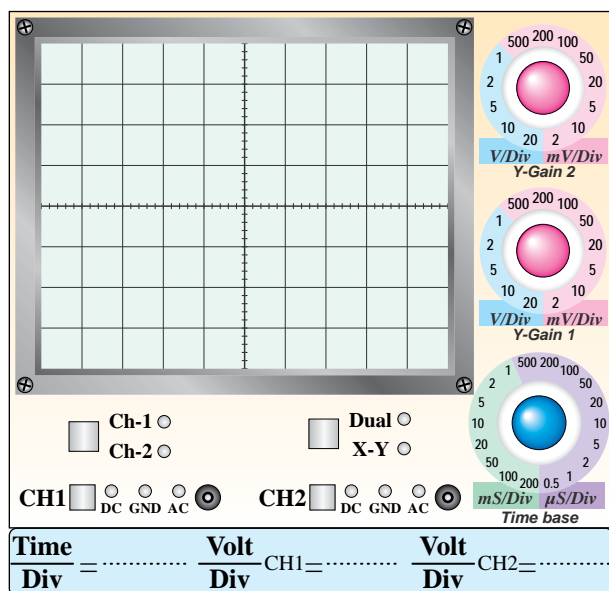 500 200 100
1 50
2 20
5 10
10 5
20 2
V/Div mV/Div
Y-Gain 2
500 200 100
1 50
2 20
5 10
10 5
20 2
V/Div mV/Div
Y-Gain 1
1 500 200 100
2 50
5 20
10 10
20 5
50 2
100 1
200 0.5
mS/Div µS/Div
Time base
Ch-1
Ch-2
Dual
X-Y
CH1 DC GND AC
CH2 DC GND AC
Time
Div = ............
Volt
Div CH1=............
Volt
Div CH2=............